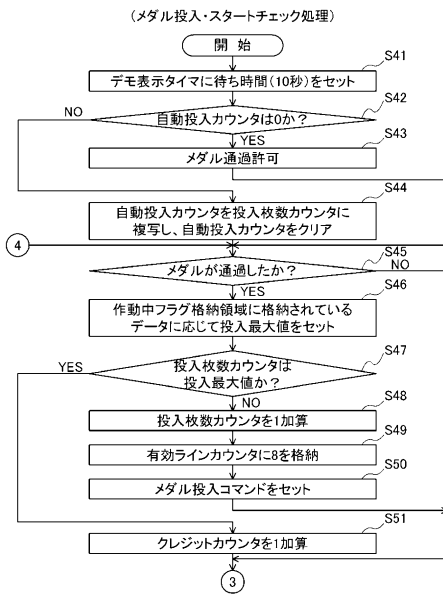 (メダル投入・スタートチェック処理)
開始
S41
デモ表示タイマに待ち時間(10秒)をセット
S42
自動投入カウンタは0か?
NO
YES
S43
メダル通過許可
S44
自動投入カウンタを投入枚数カウンタに
複写し、自動投入カウンタをクリア
4
S45
メダルが通過したか?
NO
YES
S46
作動中フラグ格納領域に格納されている
データに応じて投入最大値をセット
S47
投入枚数カウンタは
投入最大値か?
YES
NO
S48
投入枚数カウンタを1加算
S49
有効ラインカウンタに8を格納
S50
メダル投入コマンドをセット
S51
クレジットカウンタを1加算
3